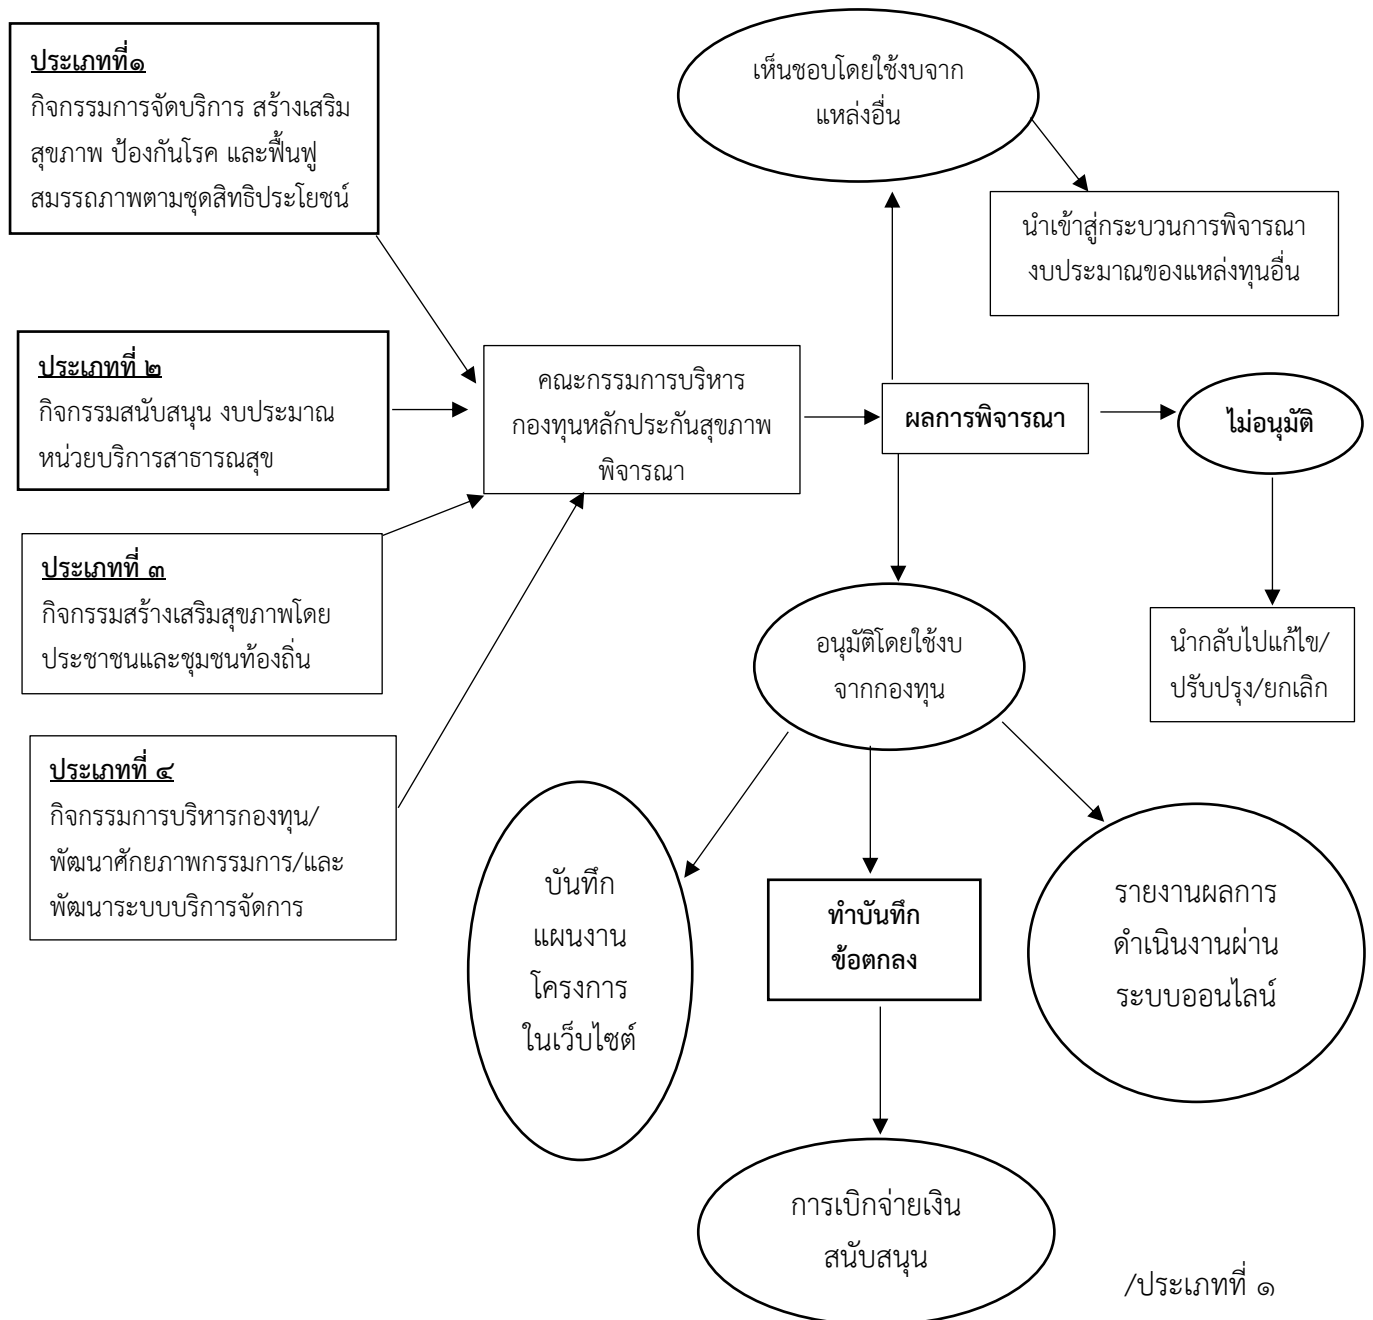 ประเภทที่๑
กิจกรรมการจัดบริการ สร้างเสริม
สุขภาพ ป้องกันโรค และฟื้นฟู
สมรรถภาพตามชุดสิทธิประโยชน์
เห็นชอบโดยใช้งบจาก
แหล่งอื่น
นำเข้าสู่กระบวนการพิจารณา
งบประมาณของแหล่งทุนอื่น
ประเภทที่ ๒
กิจกรรมสนับสนุน งบประมาณ
หน่วยบริการสาธารณสุข
คณะกรรมการบริหาร
กองทุนหลักประกันสุขภาพ
พิจารณา
ผลการพิจารณา
ไม่อนุมัติ
ประเภทที่ ๓
กิจกรรมสร้างเสริมสุขภาพโดย
ประชาชนและชุมชนท้องถิ่น
อนุมัติโดยใช้งบ
จากกองทุน
นำกลับไปแก้ไข/
ปรับปรุง/ยกเลิก
ประเภทที่ ๔
กิจกรรมการบริหารกองทุน/
พัฒนาศักยภาพกรรมการ/และ
พัฒนาระบบบริการจัดการ
บันทึก
แผนงาน
โครงการ
ในเว็บไซต์
ทำบันทึก
ข้อตกลง
รายงานผลการ
ดำเนินงานผ่าน
ระบบออนไลน์
การเบิกจ่ายเงิน
สนับสนุน
/ประเภทที่ ๑